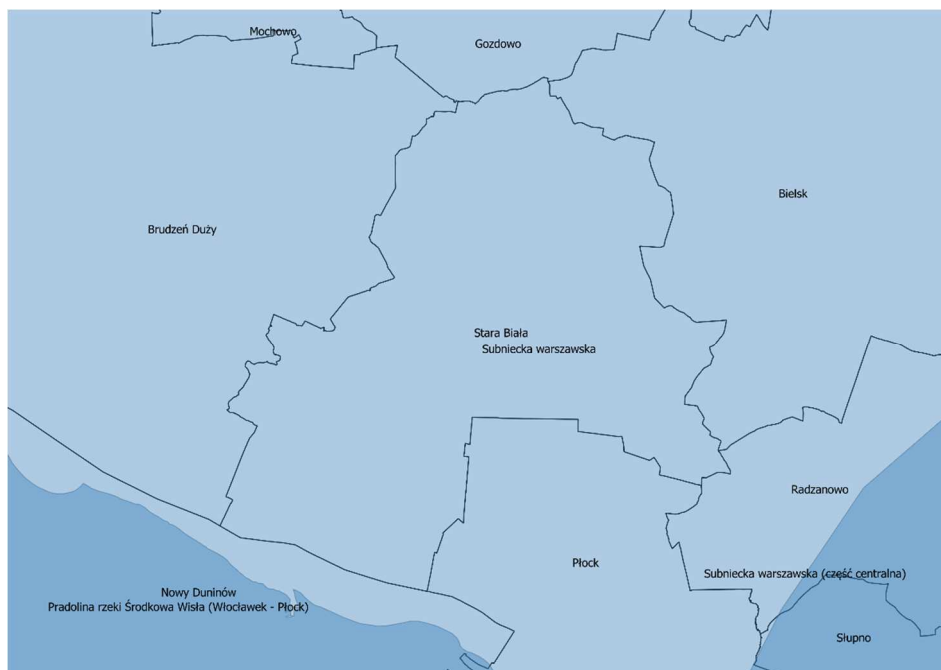 Mochowo
Gozdowo
Bielsk
Brudzeń Duży
Stara Biała
Subniecka warszawska
Radzanowo
Płock
Subniecka warszawska (część centralna)
Nowy Duninów
Pradolina rzeki Środkowa Wisła (Włocławek - Płock)
Słupno